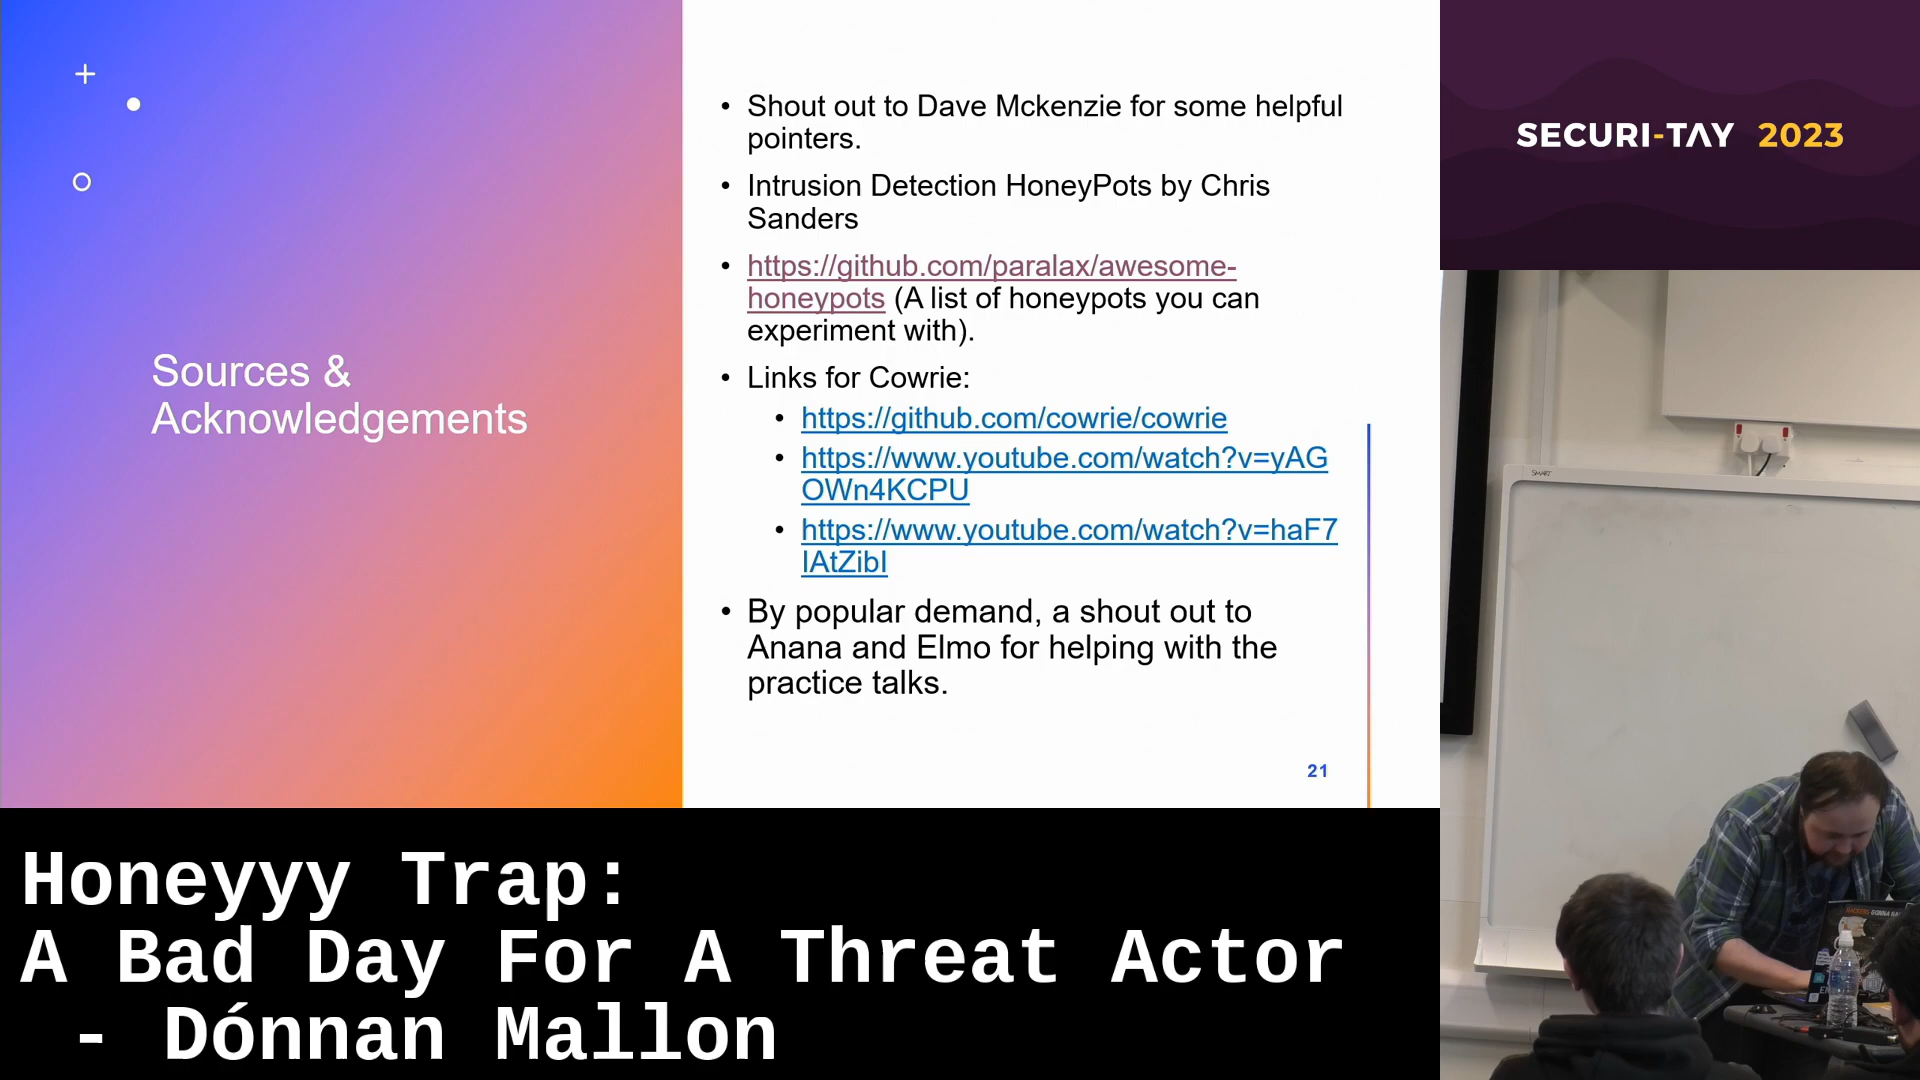 Sources &
Acknowledgements
• Shout out to Dave Mckenzie for some helpful
pointers.
• Intrusion Detection HoneyPots by Chris
Sanders
• https://github.com/paralax/awesome-
honeypots (A list of honeypots you can
experiment with).
• Links for Cowrie:
• https://github.com/cowrie/cowrie
• https://www.youtube.com/watch?v=yAG
OWn4KCPU
• https://www.youtube.com/watch?v=haF7
IAtZibI
• By popular demand, a shout out to
Anana and Elmo for helping with the
practice talks.
21
SECURI-TAY 2023
SMART
Honeyyy Trap:
A Bad Day For A Threat Actor
- Dónnan Mallon